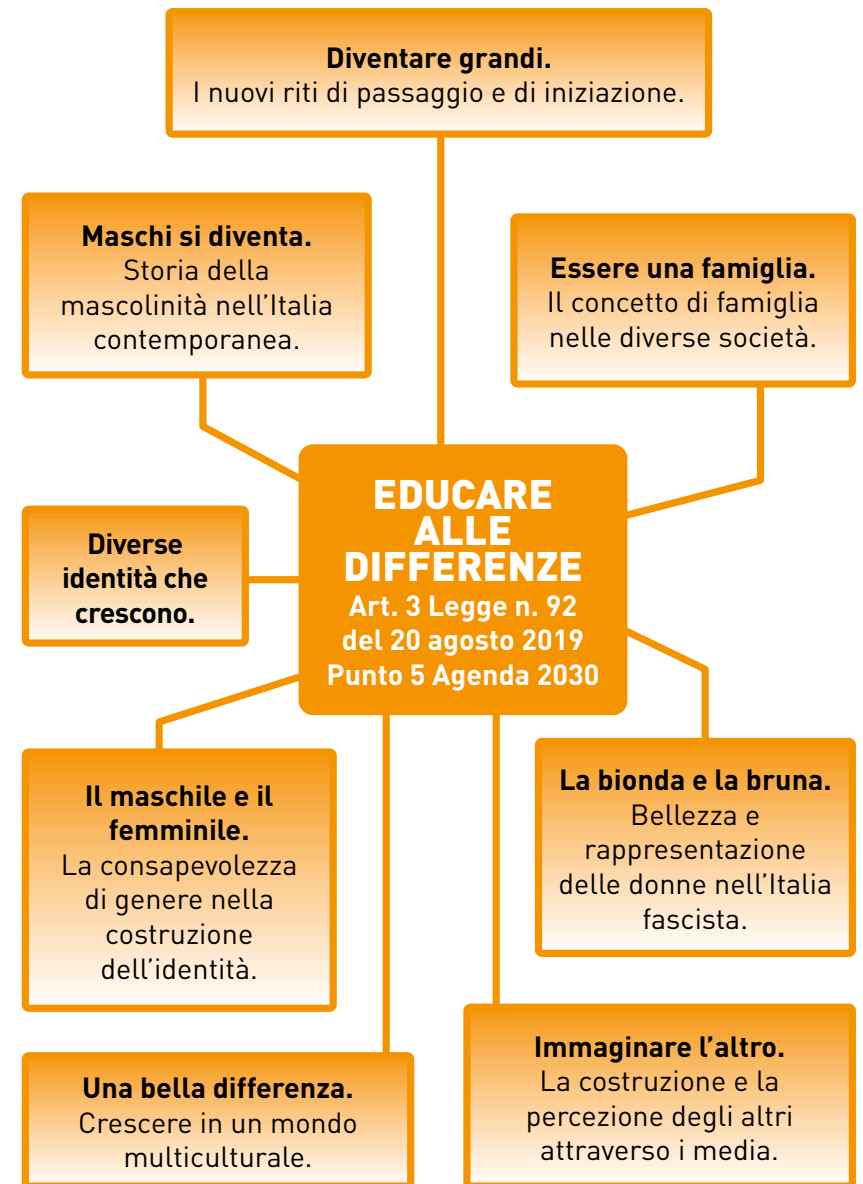 Diventare grandi.
I nuovi riti di passaggio e di iniziazione.
Maschi si diventa.
Storia della
mascolinità nell’Italia
contemporanea.
Essere una famiglia.
Il concetto di famiglia
nelle diverse società.
EDUCARE
ALLE
DIFFERENZE
Art. 3 Legge n. 92
del 20 agosto 2019
Punto 5 Agenda 2030
Diverse
identità che
crescono.
Il maschile e il
femminile.
La consapevolezza
di genere nella
costruzione
dell’identità.
La bionda e la bruna.
Bellezza e
rappresentazione
delle donne nell’Italia
fascista.
Una bella differenza.
Crescere in un mondo
multiculturale.
Immaginare l’altro.
La costruzione e la
percezione degli altri
attraverso i media.